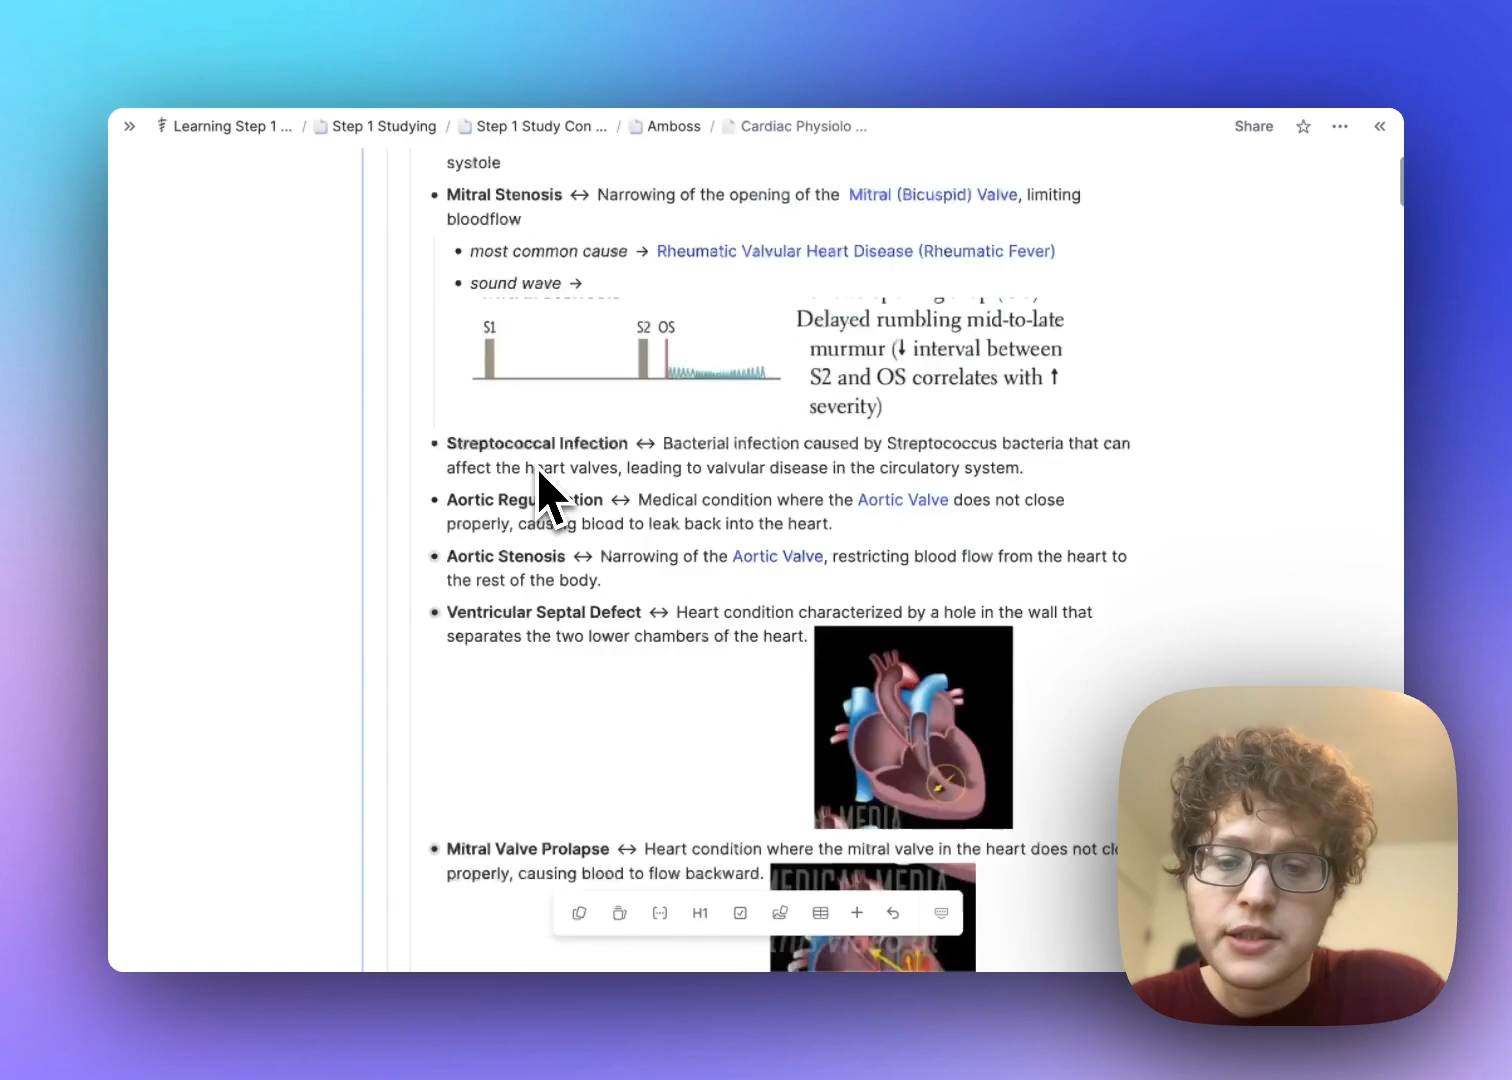 Learning Step 1 ... / Step 1 Studying / Step 1 Study Con ... / Amboss / Cardiac Physiolo ... Share
systole
Mitral Stenosis ↔ Narrowing of the opening of the Mitral (Bicuspid) Valve, limiting
bloodflow
most common cause → Rheumatic Valvular Heart Disease (Rheumatic Fever)
sound wave →
S1 S2 OS
Delayed rumbling mid-to-late
murmur (↓ interval between
S2 and OS correlates with ↑
severity)
Streptococcal Infection ↔ Bacterial infection caused by Streptococcus bacteria that can
affect the heart valves, leading to valvular disease in the circulatory system.
Aortic ↔ Medical condition where the Aortic Valve does not close
properly, causing blood to leak back into the heart.
Aortic Stenosis ↔ Narrowing of the Aortic Valve, restricting blood flow from the heart to
the rest of the body.
Ventricular Septal Defect ↔ Heart condition characterized by a hole in the wall that
separates the two lower chambers of the heart.
MEDIA
Mitral Valve Prolapse ↔ Heart condition where the mitral valve in the heart does not
properly, causing blood to flow backward.
MEDICAL MEDIA
H1